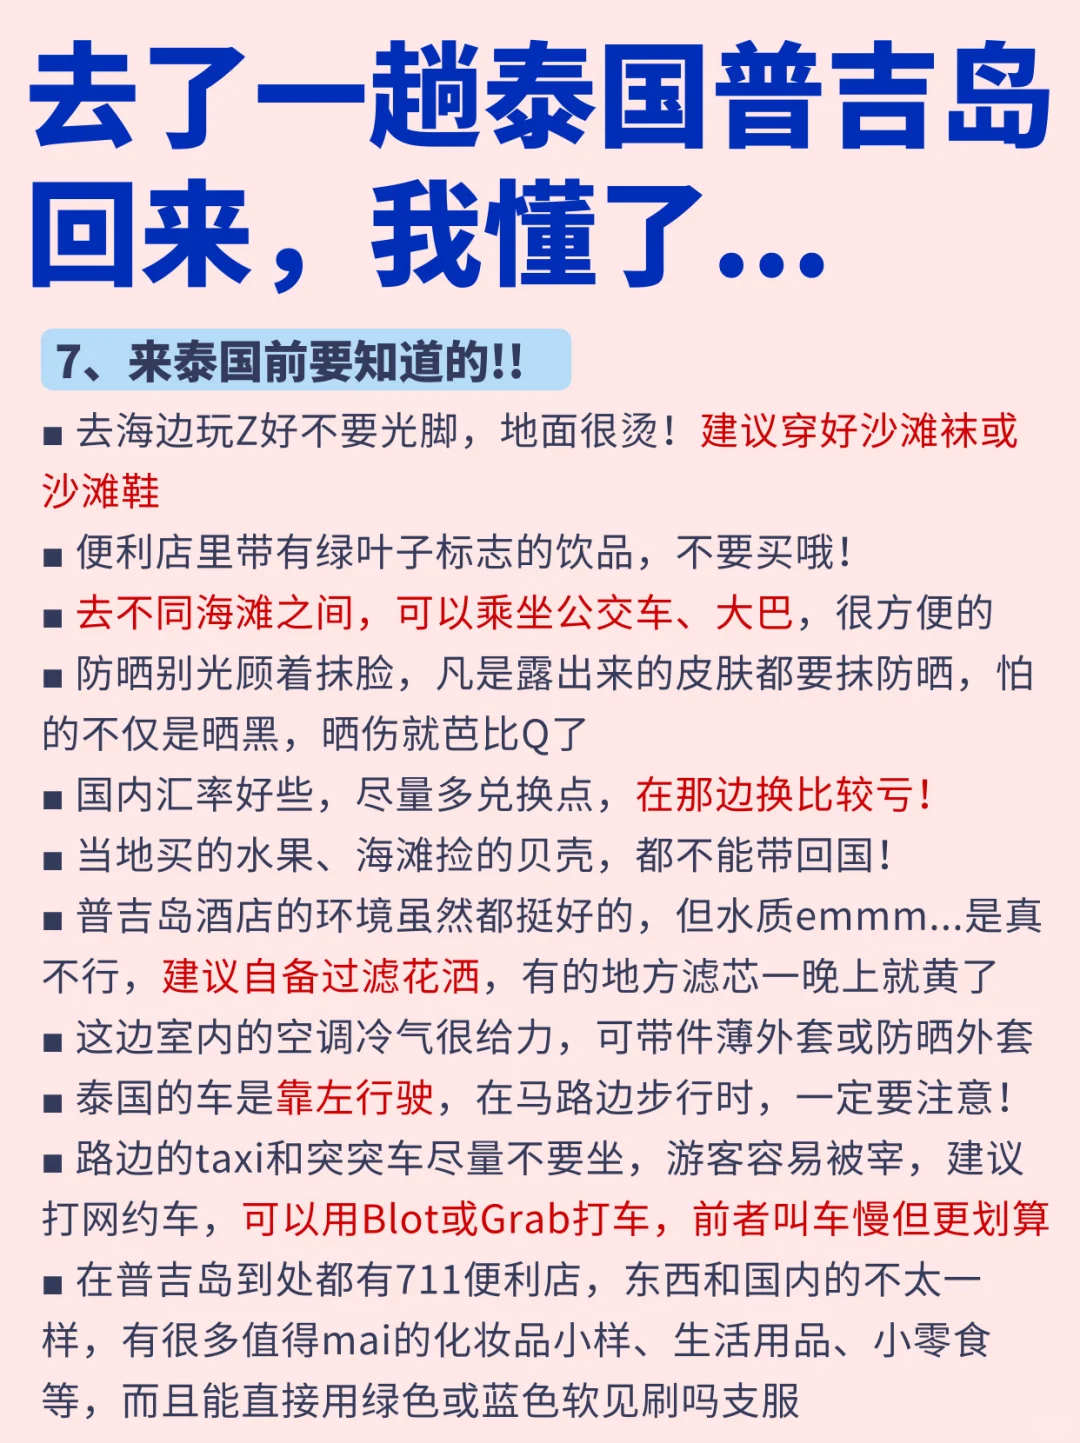 去了一趟泰国普吉岛
回来，我懂了...
7、来泰国前要知道的!!
■ 去海边玩Z好不要光脚，地面很烫！建议穿好沙滩袜或
沙滩鞋
■ 便利店里带有绿叶子标志的饮品，不要买哦！
■ 去不同海滩之间，可以乘坐公交车、大巴，很方便的
■ 防晒别光顾着抹脸，凡是露出来的皮肤都要抹防晒，怕
的不仅是晒黑，晒伤就芭比Q了
■ 国内汇率好些，尽量多兑换点，在那边换比较亏！
■ 当地买的水果、海滩捡的贝壳，都不能带回国！
■ 普吉岛酒店的环境虽然都挺好的，但水质emmm...是真
不行，建议自备过滤花洒，有的地方滤芯一晚上就黄了
■ 这边室内的空调冷气很给力，可带件薄外套或防晒外套
■ 泰国的车是靠左行驶，在马路边步行时，一定要注意！
■ 路边的taxi和突突车尽量不要坐，游客容易被宰，建议
打网约车，可以用Blot或Grab打车，前者叫车慢但更划算
■ 在普吉岛到处都有711便利店，东西和国内的不太一
样，有很多值得mai的化妆品小样、生活用品、小零食
等，而且能直接用绿色或蓝色软见刷吗支服